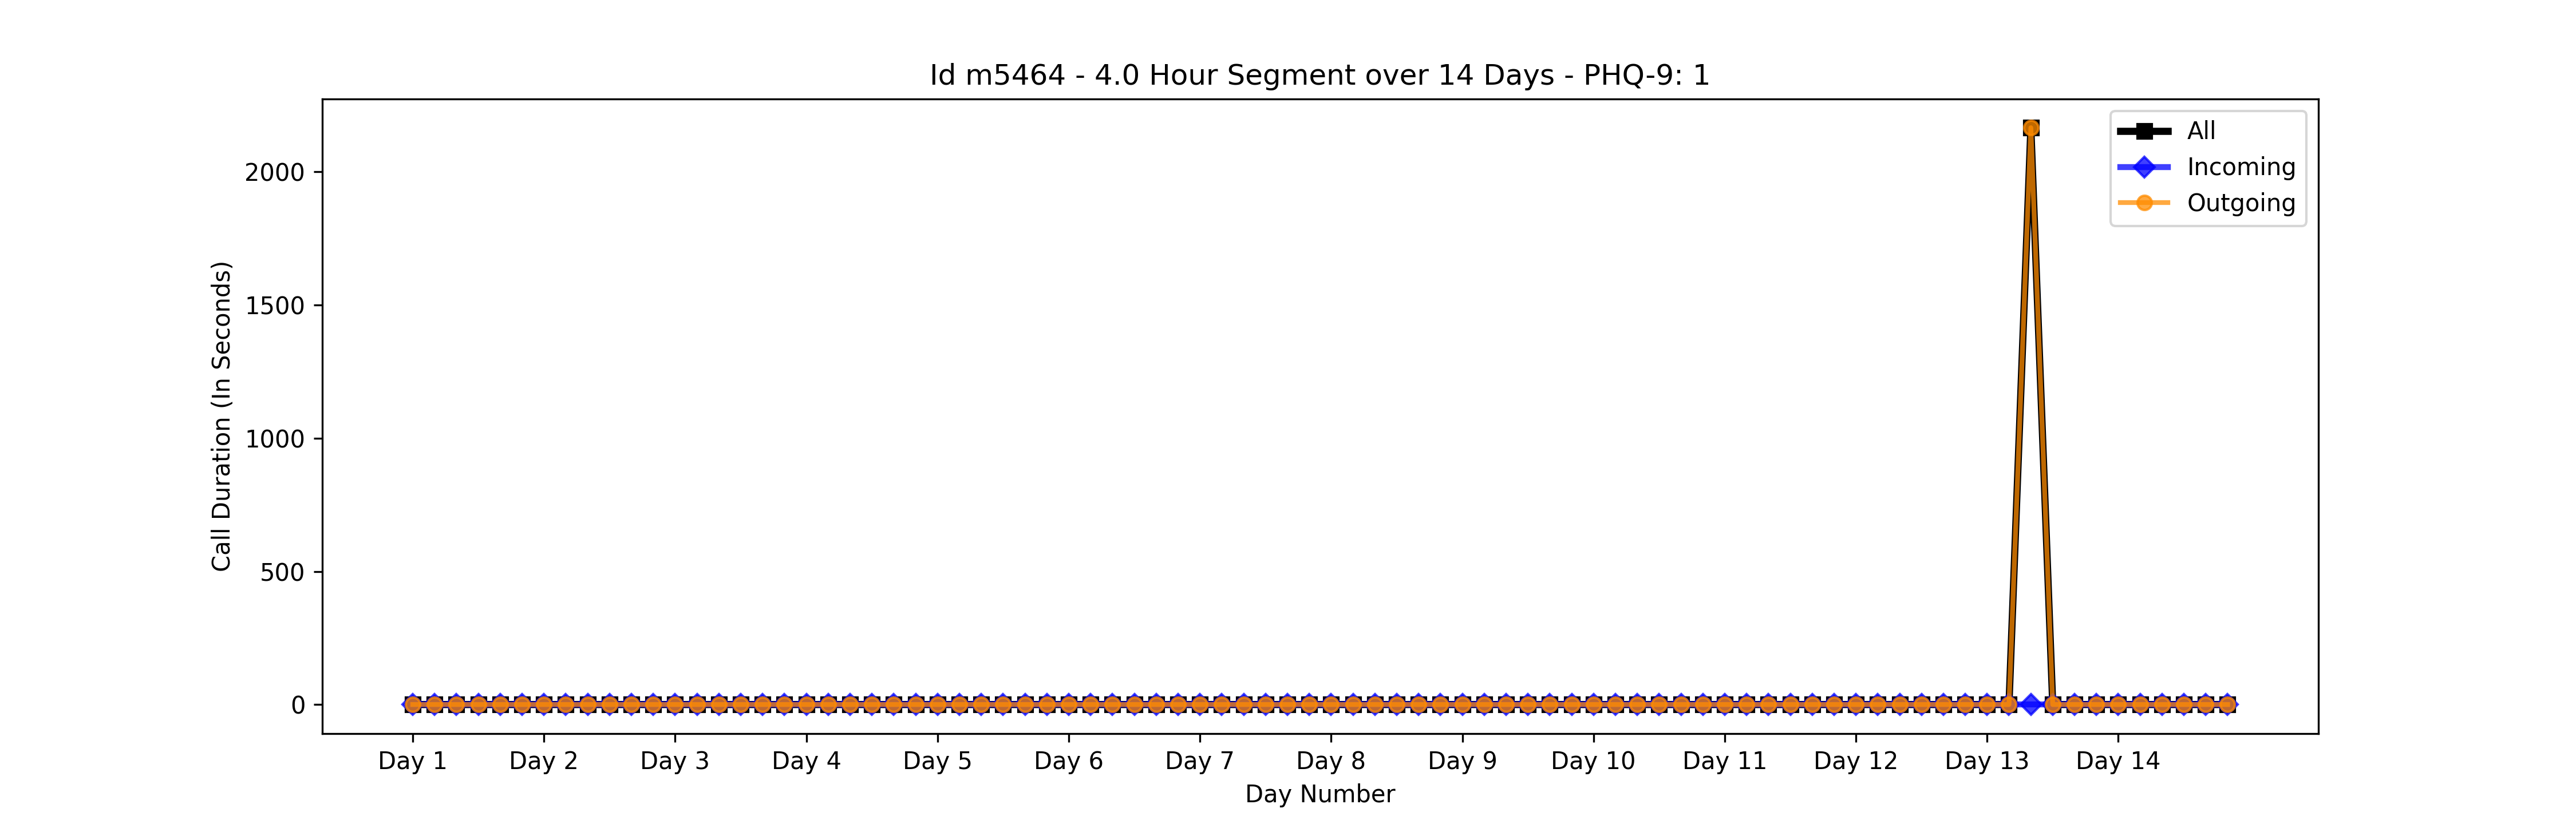 Id m5464 - 4.0 Hour Segment over 14 Days - PHQ-9: 1
All
Incoming
Outgoing
Call Duration (In Seconds)
2000
1500
1000
500
0
Day 1 Day 2 Day 3 Day 4 Day 5 Day 6 Day 7 Day 8 Day 9 Day 10 Day 11 Day 12 Day 13 Day 14
Day Number